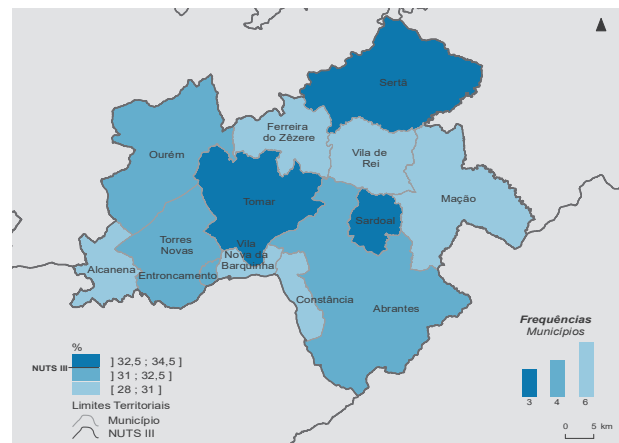 Sertã
Ferreira
do Zêzere
Ourém
Vila de
Rei
Mação
Tomar
Sardoal
Torres
Novas
Vila
Nova da
Barquinha
Alcanena
Entroncamento
Constância
Abrantes
%
NUTS III
] 32,5 ; 34,5 ]
] 31 ; 32,5 ]
[ 28 ; 31 ]
Limites Territoriais
Município
NUTS III
Frequências
Municípios
3 4 6
0 5 km